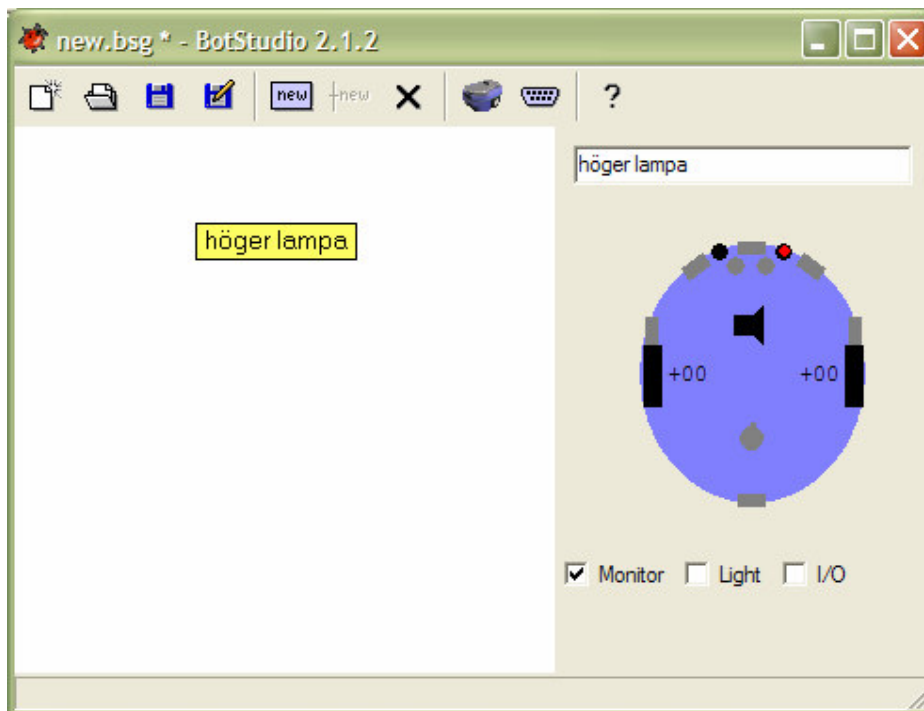 new.bsg * - BotStudio 2.1.2
new new ?
höger lampa
höger lampa
+00 +00
Monitor Light I/O